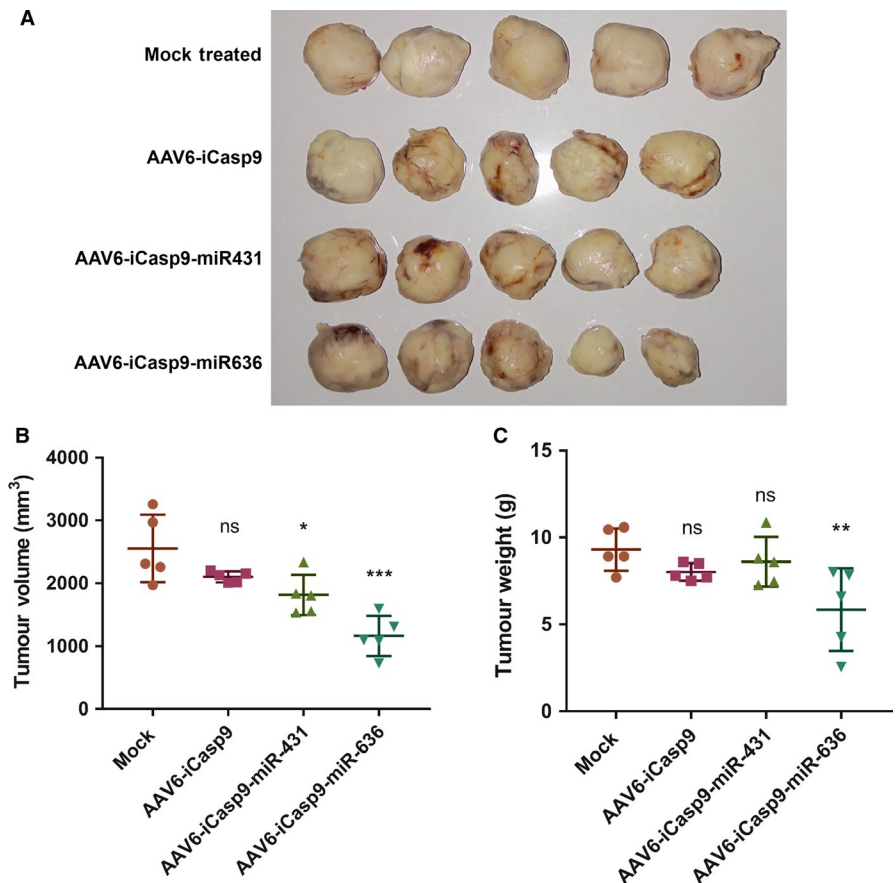 A
Mock treated
AAV6-iCasp9
AAV6-iCasp9-miR431
AAV6-iCasp9-miR636
B
Tumour volume (mm³)
4000
3000
2000
1000
0
ns
*
***
Mock
AAV6-iCasp9
AAV6-iCasp9-miR-431
AAV6-iCasp9-miR-636
C
Tumour weight (g)
15
10
5
0
ns
ns
**
Mock
AAV6-iCasp9
AAV6-iCasp9-miR-431
AAV6-iCasp9-miR-636